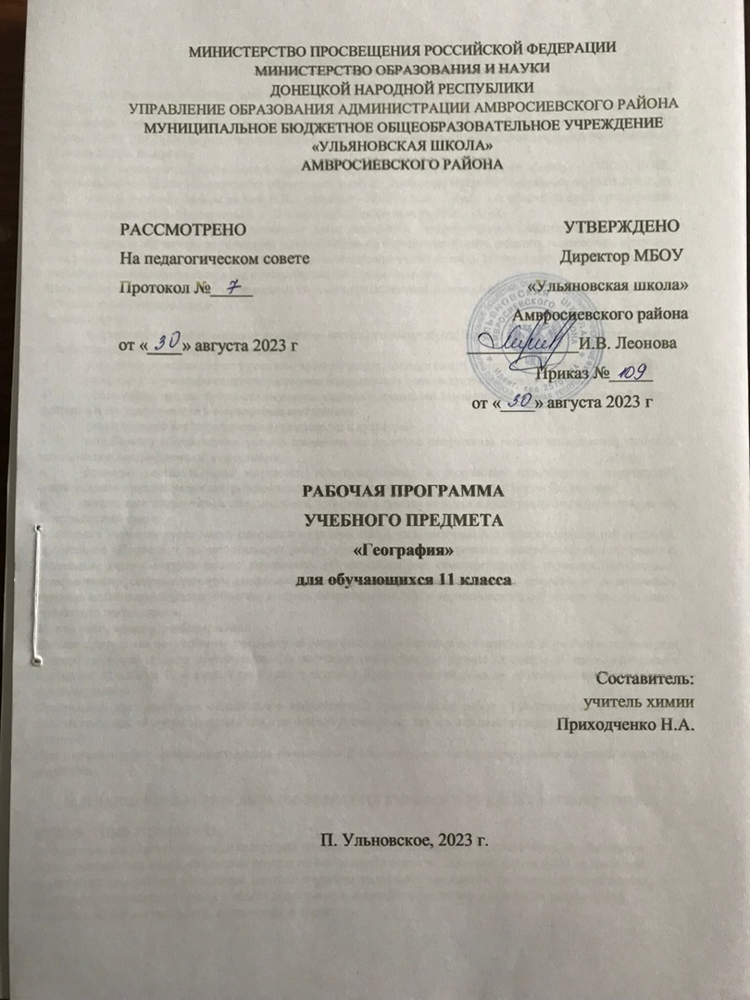 МИНИСТЕРСТВО ПРОСВЕЩЕНИЯ РОССИЙСКОЙ ФЕДЕРАЦИИ
МИНИСТЕРСТВО ОБРАЗОВАНИЯ И НАУКИ
ДОНЕЦКОЙ НАРОДНОЙ РЕСПУБЛИКИ
УПРАВЛЕНИЕ ОБРАЗОВАНИЯ АДМИНИСТРАЦИИ АМВРОСИЕВСКОГО РАЙОНА
МУНИЦИПАЛЬНОЕ БЮДЖЕТНОЕ ОБЩЕОБРАЗОВАТЕЛЬНОЕ УЧРЕЖДЕНИЕ
«УЛЬЯНОВСКАЯ ШКОЛА»
АМВРОСИЕВСКОГО РАЙОНА
РАССМОТРЕНО
На педагогическом совете
Протокол № 7
от «30» августа 2023 г
УТВЕРЖДЕНО
Директор МБОУ
«Ульяновская школа»
Амвросиевского района
И.В. Леонова
Приказ № 109
от «30» августа 2023 г
РАБОЧАЯ ПРОГРАММА
УЧЕБНОГО ПРЕДМЕТА
«География»
для обучающихся 11 класса
Составитель:
учитель химии
Приходченко Н.А.
П. Ульновское, 2023 г.